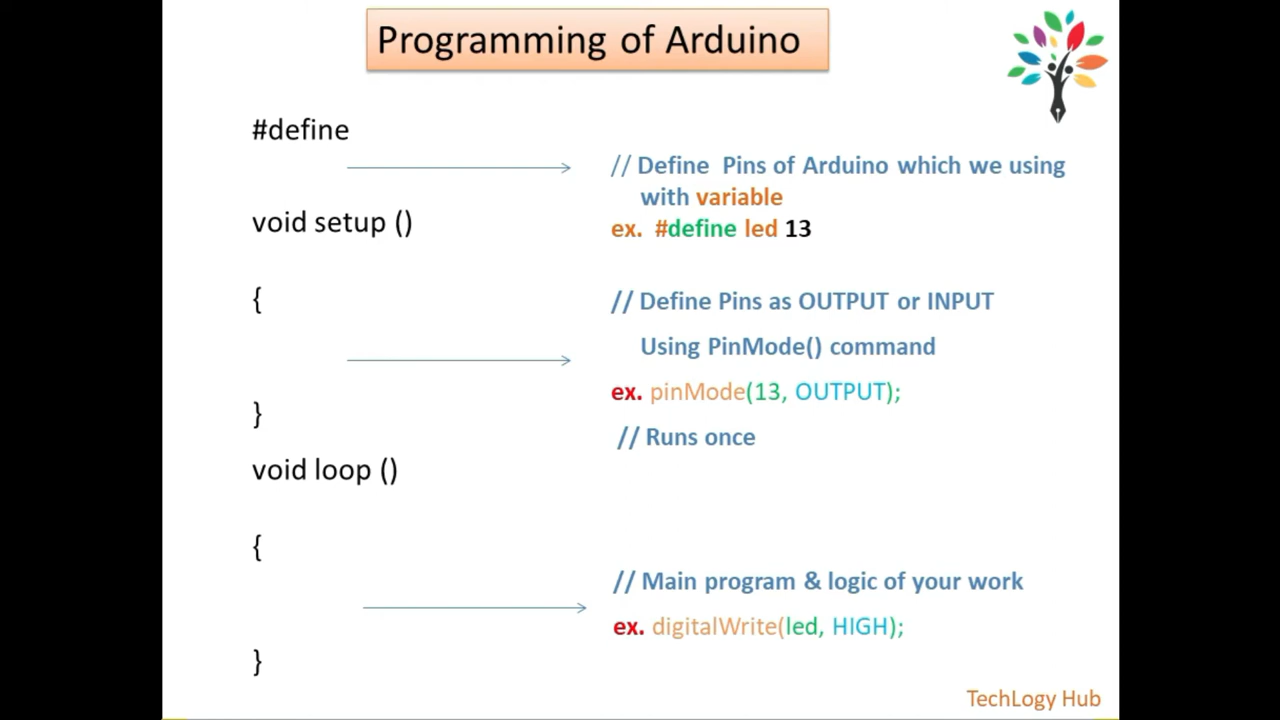 Programming of Arduino
#define
// Define Pins of Arduino which we using
with variable
ex. #define led 13
void setup ()
{
// Define Pins as OUTPUT or INPUT
Using PinMode() command
ex. pinMode(13, OUTPUT);
}
// Runs once
void loop ()
{
// Main program & logic of your work
ex. digitalWrite(led, HIGH);
}
TechLogy Hub